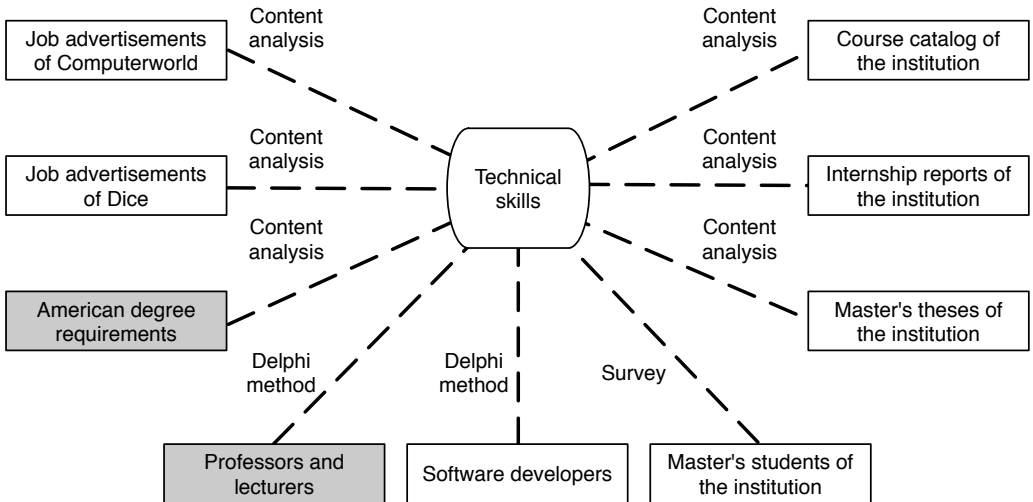 Content
analysis
Content
analysis
Job advertisements
of Computerworld
Course catalog of
the institution
Content
analysis
Content
analysis
Job advertisements
of Dice
Technical
skills
Internship reports of
the institution
Content
analysis
Content
analysis
American degree
requirements
Master's theses of
the institution
Delphi
method
Delphi
method
Survey
Professors and
lecturers
Software developers
Master's students of
the institution